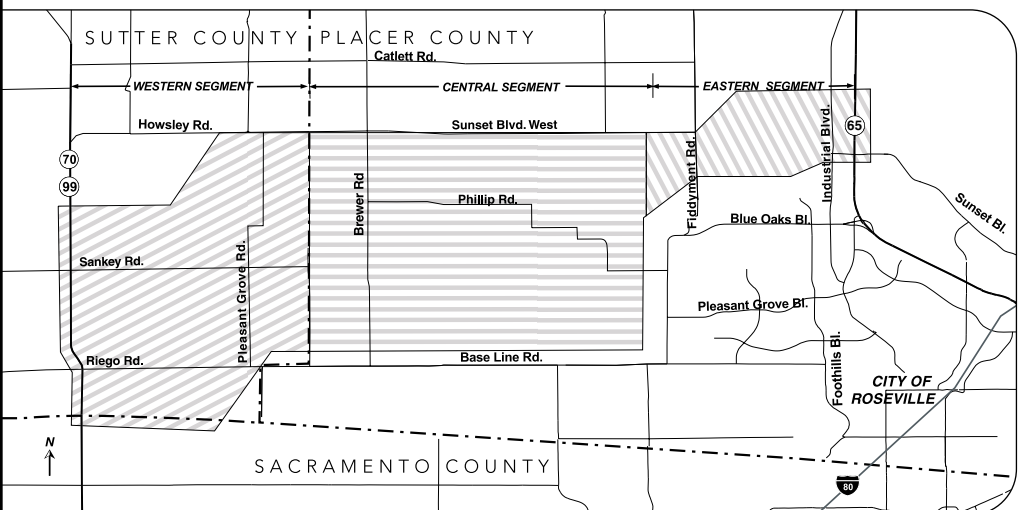 SUTTER COUNTY
PLACER COUNTY
Catlett Rd.
WESTERN SEGMENT
CENTRAL SEGMENT
EASTERN SEGMENT
Howsley Rd.
Sunset Blvd. West
65
70
99
Industrial Blvd.
Fiddyment Rd.
Brewer Rd
Phillip Rd.
Sunset Bl.
Blue Oaks Bl.
Sankey Rd.
Pleasant Grove Rd.
Pleasant Grove Bl.
Riego Rd.
Base Line Rd.
Foothills Bl.
CITY OF
ROSEVILLE
N
SACRAMENTO COUNTY
80